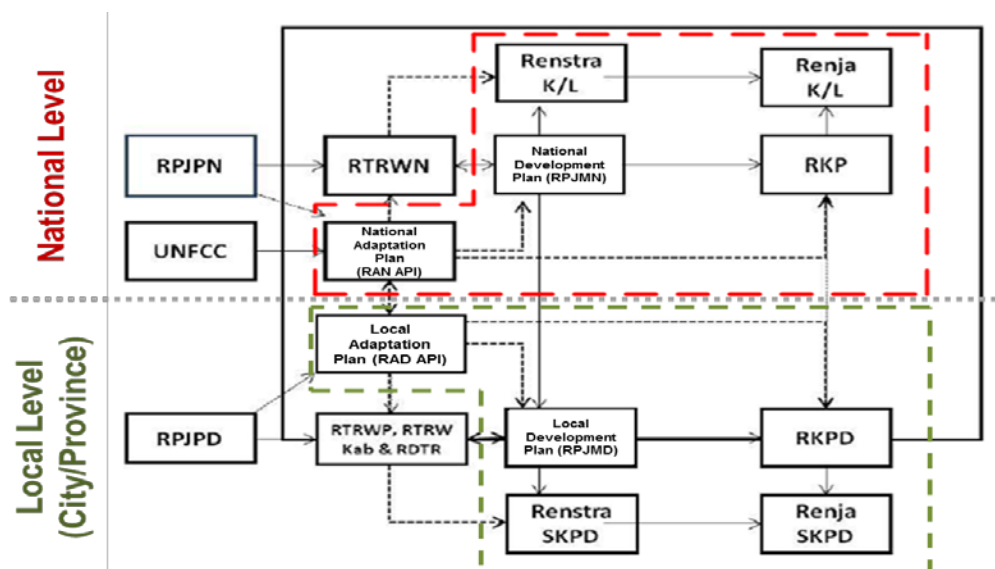 National Level
Renstra
K/L
Renja
K/L
RPJPN
RTRWN
National
Development
Plan (RPJMN)
RKP
UNFCC
National
Adaptation
Plan
(RAN API)
Local Level
(City/Province)
Local
Adaptation
Plan (RAD API)
RPJPD
RTRWP, RTRW
Kab & RDTR
Local
Development
Plan (RPJMD)
RKPD
Renstra
SKPD
Renja
SKPD